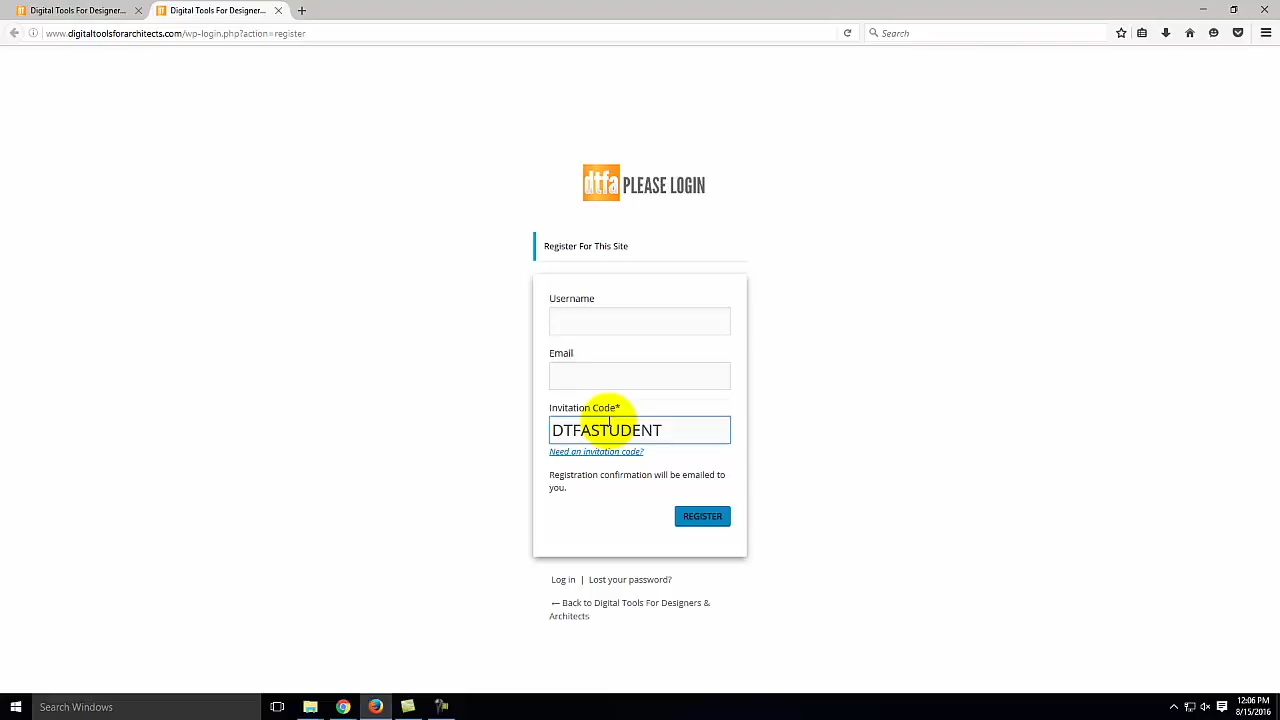 Digital Tools For Designer... Digital Tools For Designer...
www.digitaltoolsforarchitects.com/wp-login.php?action=register
Search
dtfa PLEASE LOGIN
Register For This Site
Username
Email
Invitation Code*
DTFASTUDENT
Need an invitation code?
Registration confirmation will be emailed to
you.
REGISTER
Log in | Lost your password?
← Back to Digital Tools For Designers &
Architects
Search Windows
12:06 PM
8/15/2016